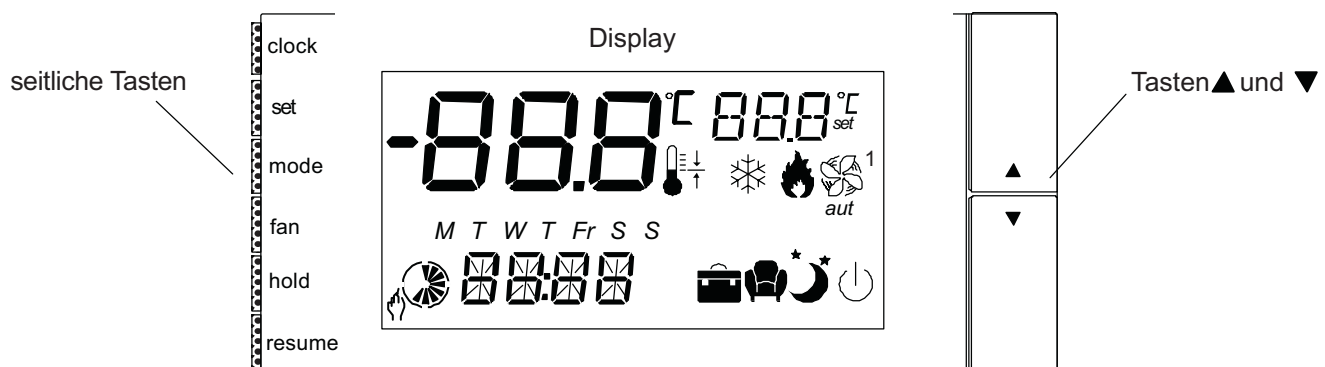 Display
seitliche Tasten
clock
set
mode
fan
hold
resume
-88.8 °C
88.8 °C
set
1
aut
M T W T Fr S S
88:88
Tasten ▲ und ▼
▲
▼